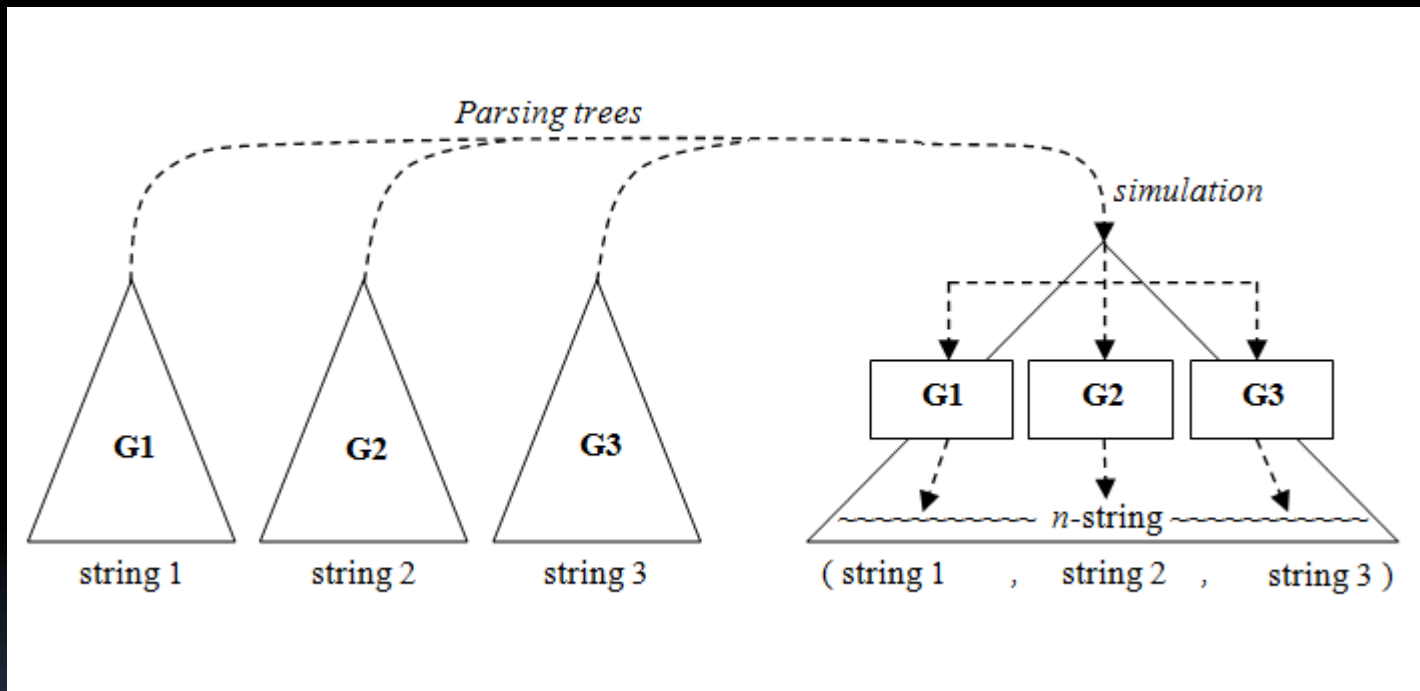 Parsing trees
simulation
G1 G2 G3
G1 G2 G3
~~~~~~~~~~~ n-string ~~~~~~~~~~~
string 1 string 2 string 3
( string 1 , string 2 , string 3 )